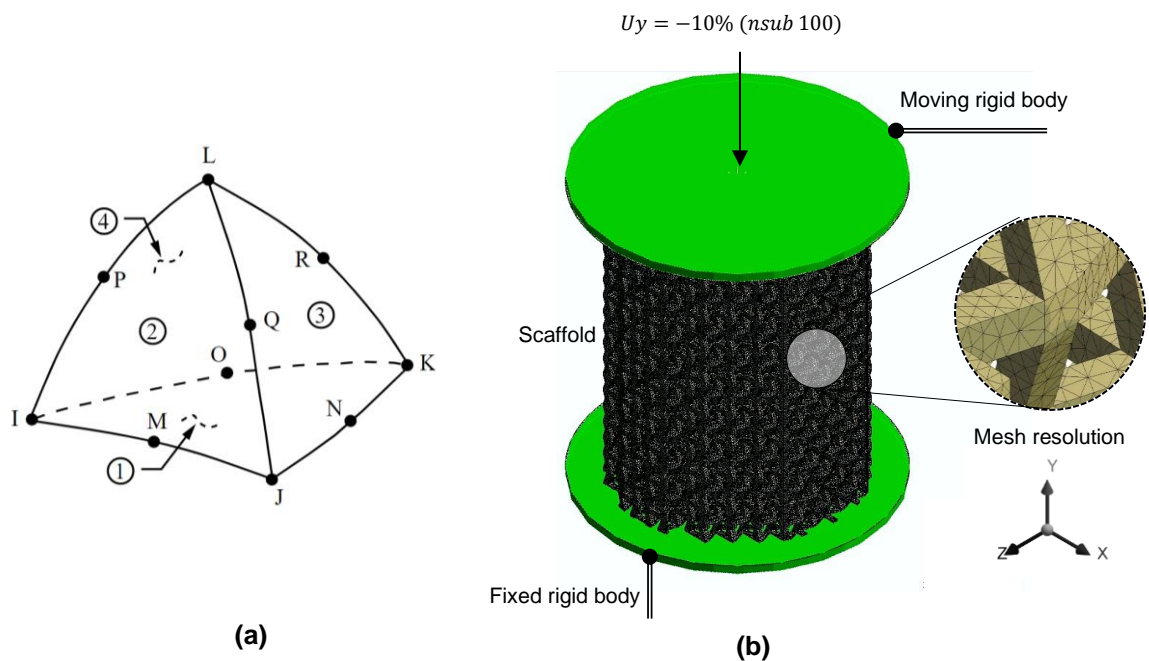 L
④
P
R
②
③
Q
O
K
I
M
N
①
J
(a)
Uy = −10% (nsub 100)
Moving rigid body
Scaffold
Mesh resolution
Y
Z
X
Fixed rigid body
(b)